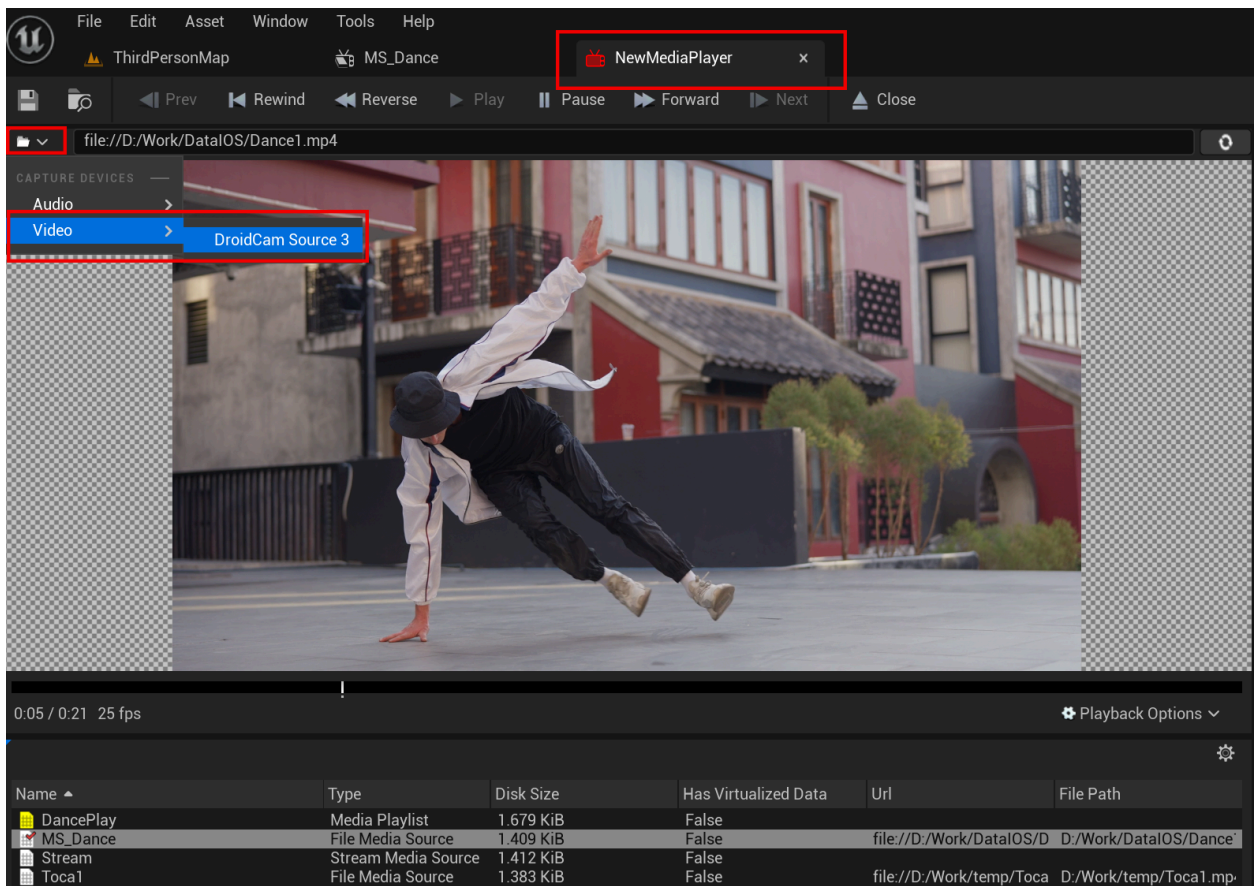 File Edit Asset Window Tools Help
ThirdPersonMap MS_Dance NewMediaPlayer ×
Prev Rewind Reverse Play Pause Forward Next Close
file://D:/Work/DataIOS/Dance1.mp4
CAPTURE DEVICES
Audio
Video DroidCam Source 3
0:05 / 0:21 25 fps Playback Options
Name Type Disk Size Has Virtualized Data Url File Path
DancePlay Media Playlist 1.679 KiB False
MS_Dance File Media Source 1.409 KiB False file://D:/Work/DataIOS/D D:/Work/DataIOS/Dance
Stream Stream Media Source 1.412 KiB False
Toca1 File Media Source 1.383 KiB False file://D:/Work/temp/Toca D:/Work/temp/Toca1.mp